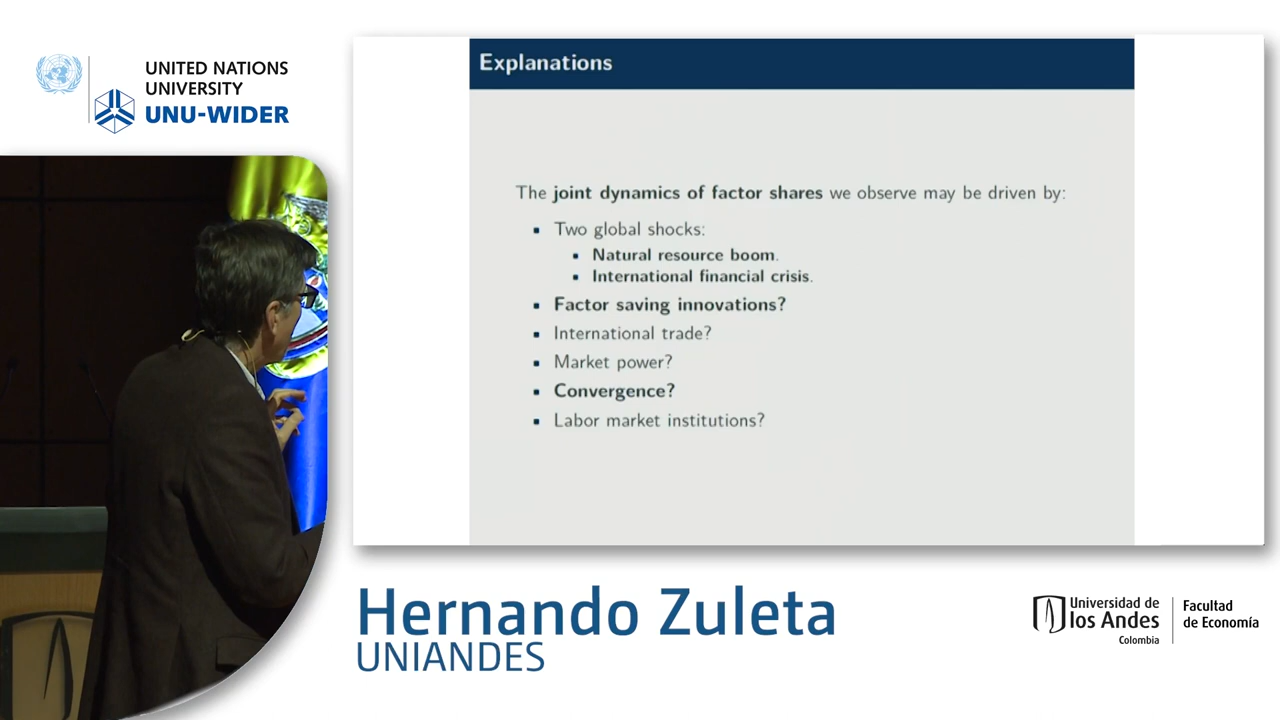 UNITED NATIONS
UNIVERSITY
UNU-WIDER
Explanations
The joint dynamics of factor shares we observe may be driven by:
▪ Two global shocks:
▪ Natural resource boom.
▪ International financial crisis.
▪ Factor saving innovations?
▪ International trade?
▪ Market power?
▪ Convergence?
▪ Labor market institutions?
Hernando Zuleta
UNIANDES
Universidad de
los Andes
Colombia
Facultad
de Economía